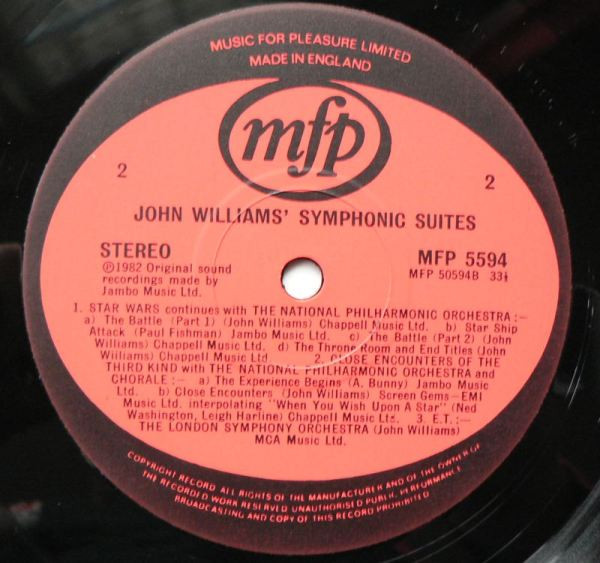 MUSIC FOR PLEASURE LIMITED
MADE IN ENGLAND
mfp
2
2
JOHN WILLIAMS' SYMPHONIC SUITES
STEREO
MFP 5594
℗1982 Original sound
recordings made by
Jambo Music Ltd.
MFP 50594B 33⅓
1. STAR WARS continues with THE NATIONAL PHILHARMONIC ORCHESTRA :-
a) The Battle (Part 1) (John Williams) Chappell Music Ltd. b) Star Ship
Attack (Paul Fishman) Jambo Music Ltd. c) The Battle (Part 2) (John
Williams) Chappell Music Ltd. d) The Throne Room and End Titles (John
Williams) Chappell Music Ltd 2. CLOSE ENCOUNTERS OF THE
THIRD KIND with THE NATIONAL PHILHARMONIC ORCHESTRA and
CHORALE :- a) The Experience Begins (A. Bunny) Jambo Music
Ltd. b) Close Encounters (John Williams) Screen Gems-EMI
Music Ltd. interpolating "When You Wish Upon A Star" (Ned
Washington, Leigh Harline) Chappell Music Ltd. 3. E.T. :-
THE LONDON SYMPHONY ORCHESTRA (John Williams)
MCA Music Ltd.
COPYRIGHT RECORD ALL RIGHTS OF THE MANUFACTURER AND OF THE OWNER OF
THE RECORDED WORK RESERVED UNAUTHORISED PUBLIC PERFORMANCE
BROADCASTING AND COPY OF THIS RECORD PROHIBITED